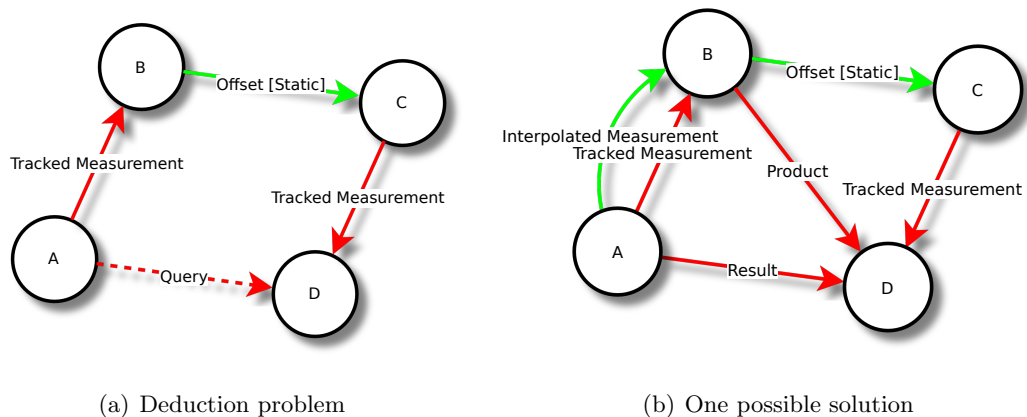 B
Offset [Static]
C
Tracked Measurement
Tracked Measurement
A
Query
D
(a) Deduction problem
B
Offset [Static]
C
Interpolated Measurement
Tracked Measurement
Product
Tracked Measurement
A
Result
D
(b) One possible solution